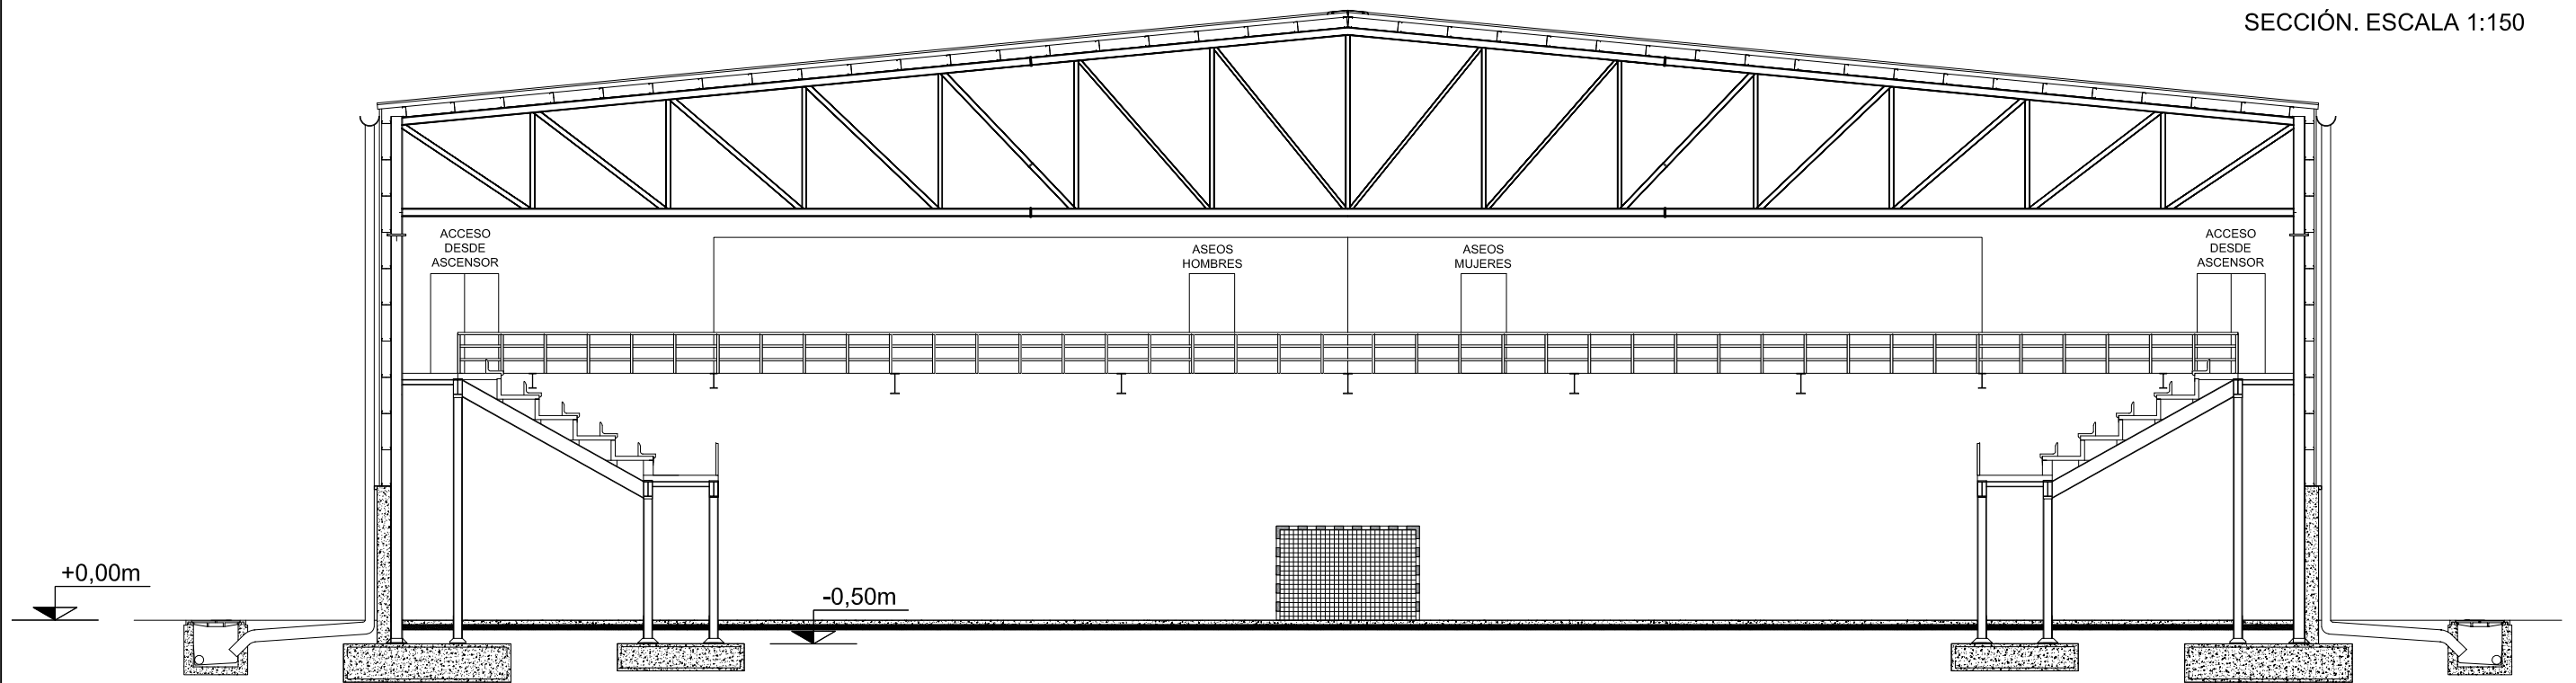 SECCIÓN. ESCALA 1:150
ACCESO
DESDE
ASCENSOR
ASEOS
HOMBRES
ASEOS
MUJERES
ACCESO
DESDE
ASCENSOR
+0,00m
-0,50m